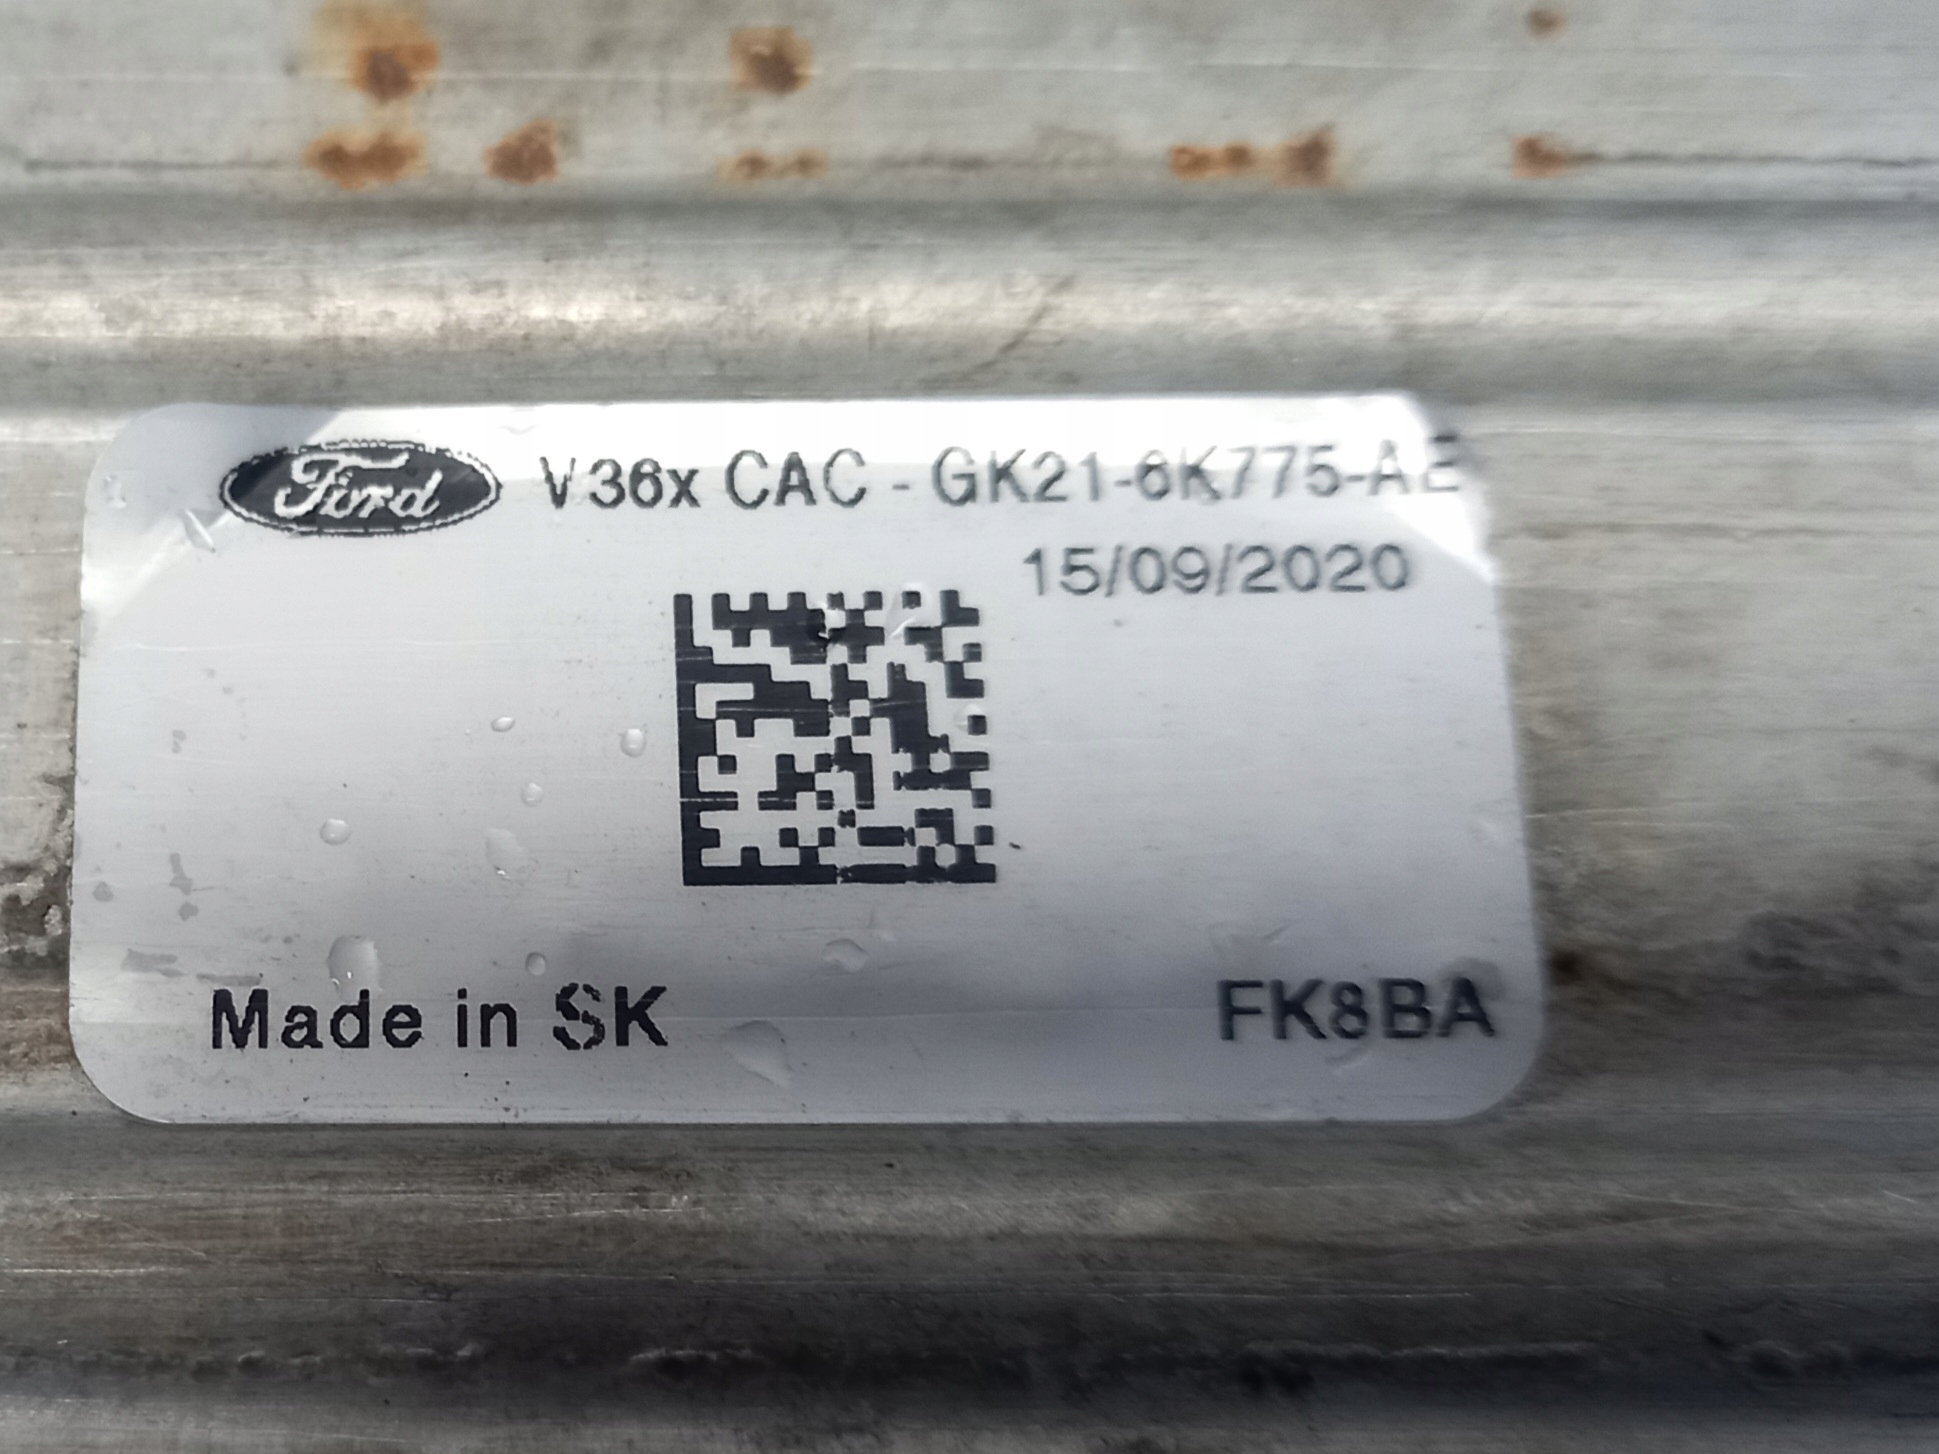 Ford V36x CAC - GK21-6K775-AE
15/09/2020
Made in SK FK8BA